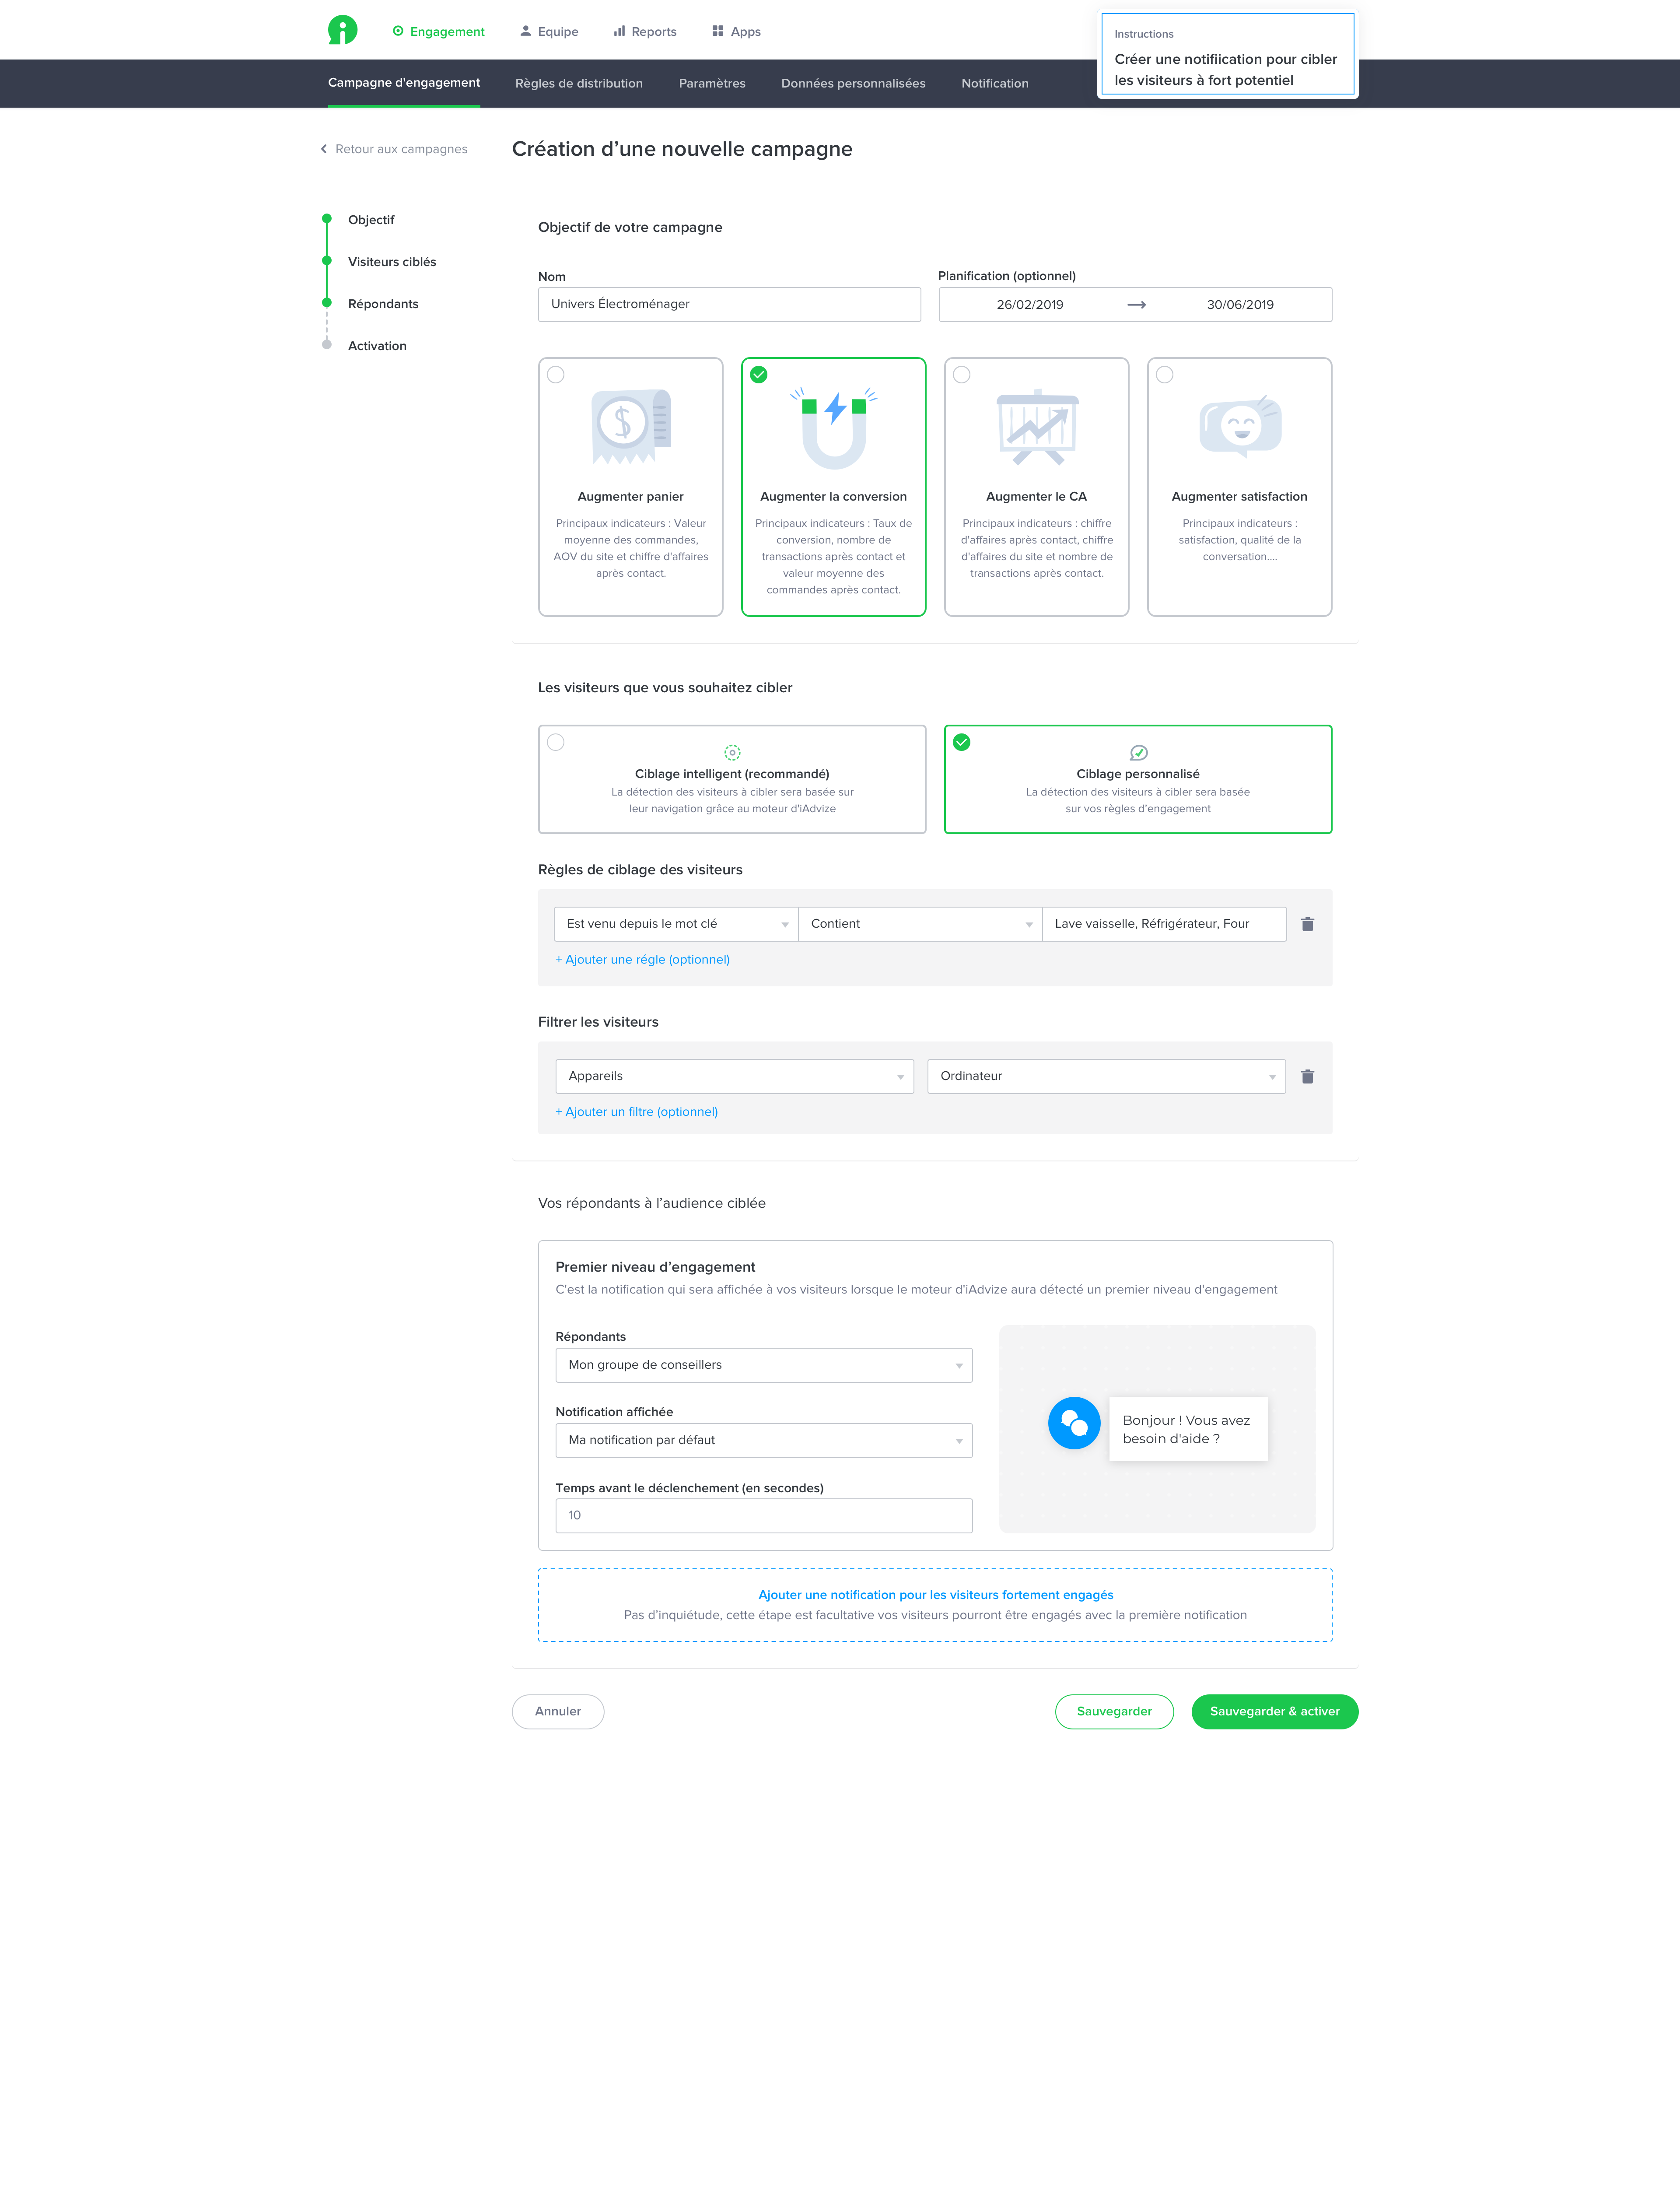 Engagement
Equipe
Reports
Apps
Instructions
Créer une notifiication pour cibler
les visiteurs à fort potentiel
Campagne d'engagement
Règles de distribution
Paramètres
Données personnalisées
Notification
Retour aux campagnes
Création d’une nouvelle campagne
Objectif
Visiteurs ciblés
Répondants
Activation
Objectif de votre campagne
Nom
Univers Électroménager
Planification (optionnel)
26/02/2019
30/06/2019
Augmenter panier
Principaux indicateurs : Valeur
moyenne des commandes,
AOV du site et chiffre d'affaires
après contact.
Augmenter la conversion
Principaux indicateurs : Taux de
conversion, nombre de
transactions après contact et
valeur moyenne des
commandes après contact.
Augmenter le CA
Principaux indicateurs : chiffre
d'affaires après contact, chiffre
d'affaires du site et nombre de
transactions après contact.
Augmenter satisfaction
Principaux indicateurs :
satisfaction, qualité de la
conversation....
Les visiteurs que vous souhaitez cibler
Ciblage intelligent (recommandé)
La détection des visiteurs à cibler sera basée sur
leur navigation grâce au moteur d'iAdvize
Ciblage personnalisé
La détection des visiteurs à cibler sera basée
sur vos règles d’engagement
Règles de ciblage des visiteurs
Est venu depuis le mot clé
Contient
Lave vaisselle, Réfrigérateur, Four
+ Ajouter une régle (optionnel)
Filtrer les visiteurs
Appareils
Ordinateur
+ Ajouter un filtre (optionnel)
Vos répondants à l’audience ciblée
Premier niveau d’engagement
C'est la notification qui sera affichée à vos visiteurs lorsque le moteur d'iAdvize aura détecté un premier niveau d'engagement
Répondants
Mon groupe de conseillers
Notification affichée
Ma notification par défaut
Temps avant le déclenchement (en secondes)
10
Bonjour ! Vous avez
besoin d'aide ?
Ajouter une notification pour les visiteurs fortement engagés
Pas d’inquiétude, cette étape est facultative vos visiteurs pourront être engagés avec la première notification
Annuler
Sauvegarder
Sauvegarder & activer